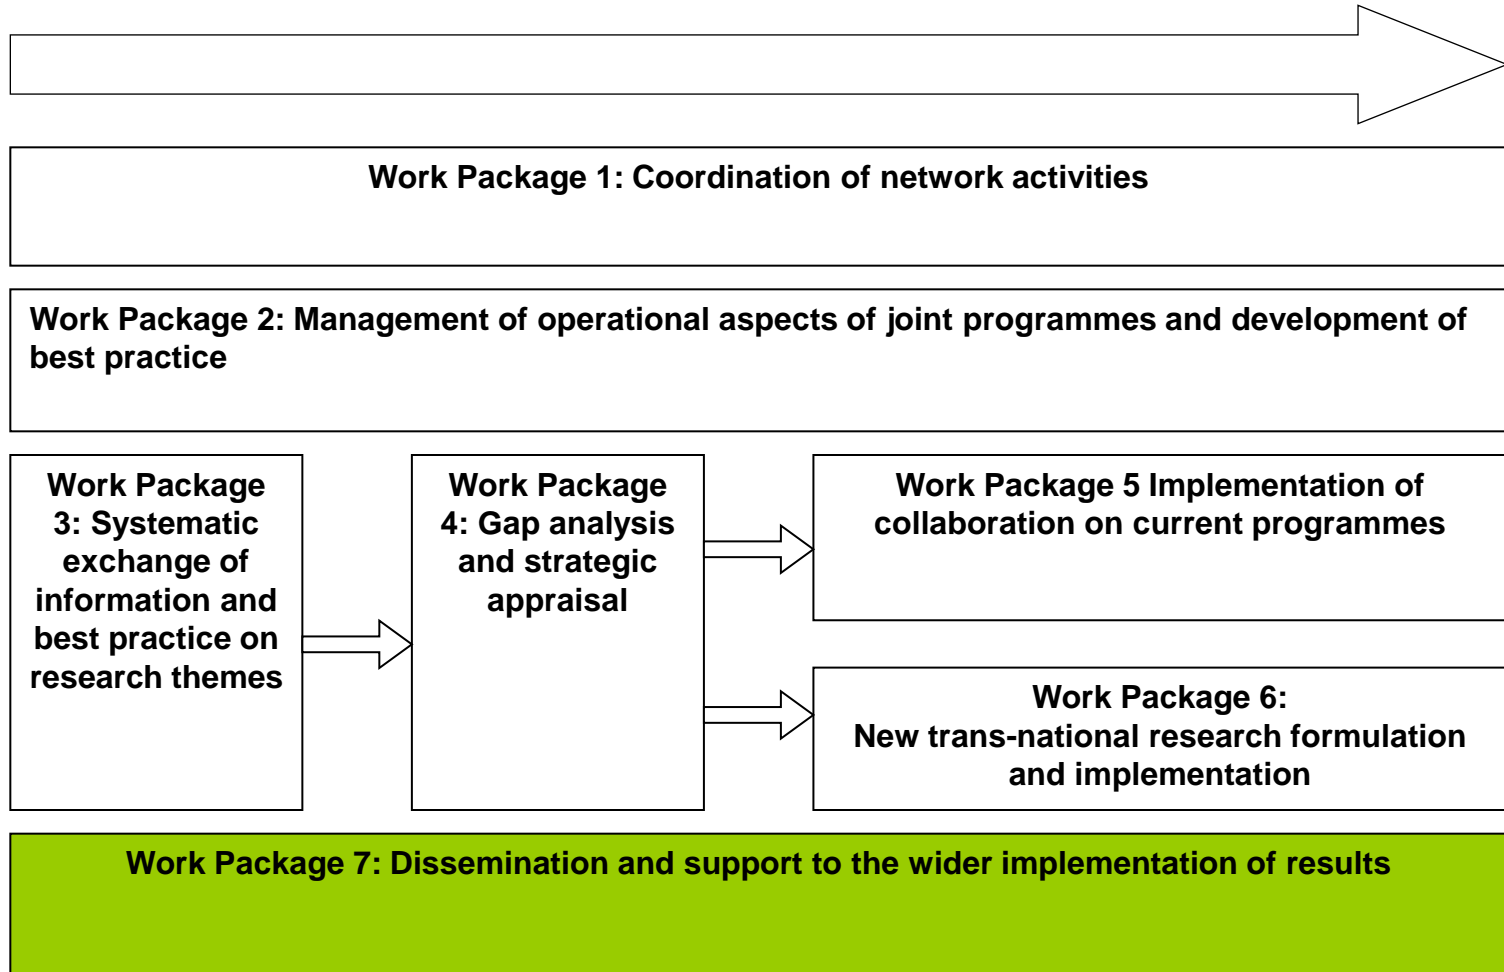 Work Package 1: Coordination of network activities
Work Package 2: Management of operational aspects of joint programmes and development of
best practice
Work Package
3: Systematic
exchange of
information and
best practice on
research themes
Work Package
4: Gap analysis
and strategic
appraisal
Work Package 5 Implementation of
collaboration on current programmes
Work Package 6:
New trans-national research formulation
and implementation
Work Package 7: Dissemination and support to the wider implementation of results